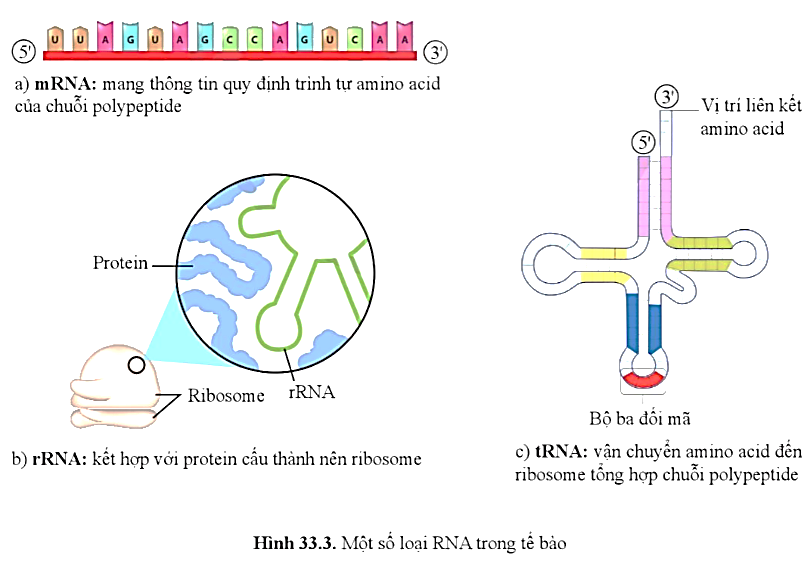 5' U U A G U A G C C A G U C A A 3'
a) mRNA: mang thông tin quy định trình tự amino acid
của chuỗi polypeptide
3'
Vị trí liên kết
amino acid
5'
Protein
Ribosome
rRNA
Bộ ba đối mã
b) rRNA: kết hợp với protein cấu thành nên ribosome
c) tRNA: vận chuyển amino acid đến
ribosome tổng hợp chuỗi polypeptide
Hình 33.3. Một số loại RNA trong tế bào